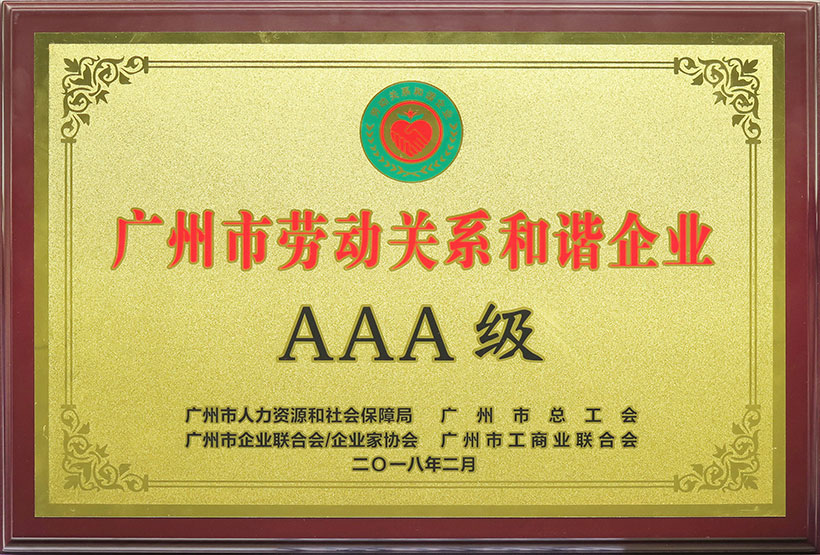 广州市劳动关系和谐企业
AAA 级
广州市人力资源和社会保障局 广州市总工会
广州市企业联合会/企业家协会 广州市工商业联合会
二〇一八年二月